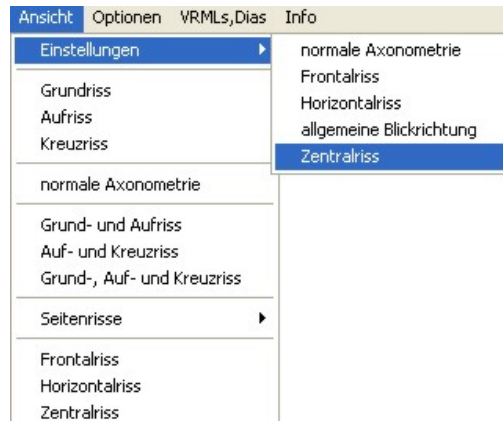 Ansicht Optionen VRMLs,Dias Info
Einstellungen
Grundriss
Aufriss
Kreuzriss
normale Axonometrie
Grund- und Aufriss
Auf- und Kreuzriss
Grund-, Auf- und Kreuzriss
Seitenrisse
Frontalriss
Horizontalriss
Zentralriss
normale Axonometrie
Frontalriss
Horizontalriss
allgemeine Blickrichtung
Zentralriss